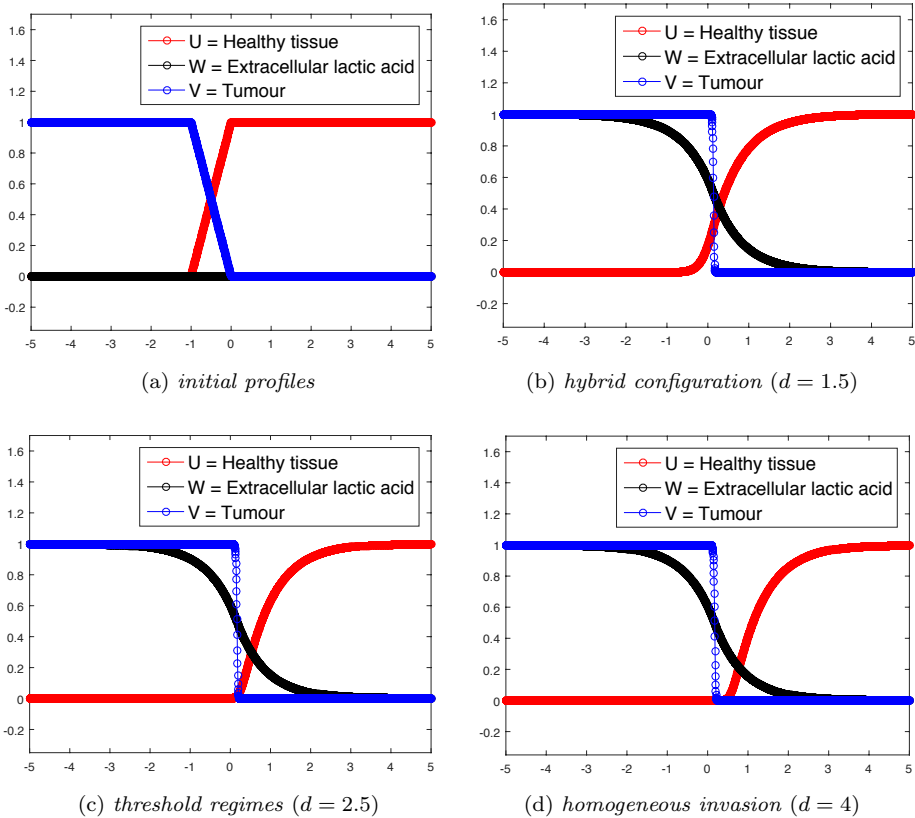 1.6
1.4
1.2
1
0.8
0.6
0.4
0.2
0
-0.2
-5 -4 -3 -2 -1 0 1 2 3 4 5
U = Healthy tissue
W = Extracellular lactic acid
V = Tumour
(a) initial profiles
1.6
1.4
1.2
1
0.8
0.6
0.4
0.2
0
-0.2
-5 -4 -3 -2 -1 0 1 2 3 4 5
U = Healthy tissue
W = Extracellular lactic acid
V = Tumour
(b) hybrid configuration (d = 1.5)
1.6
1.4
1.2
1
0.8
0.6
0.4
0.2
0
-0.2
-5 -4 -3 -2 -1 0 1 2 3 4 5
U = Healthy tissue
W = Extracellular lactic acid
V = Tumour
(c) threshold regimes (d = 2.5)
1.6
1.4
1.2
1
0.8
0.6
0.4
0.2
0
-0.2
-5 -4 -3 -2 -1 0 1 2 3 4 5
U = Healthy tissue
W = Extracellular lactic acid
V = Tumour
(d) homogeneous invasion (d = 4)